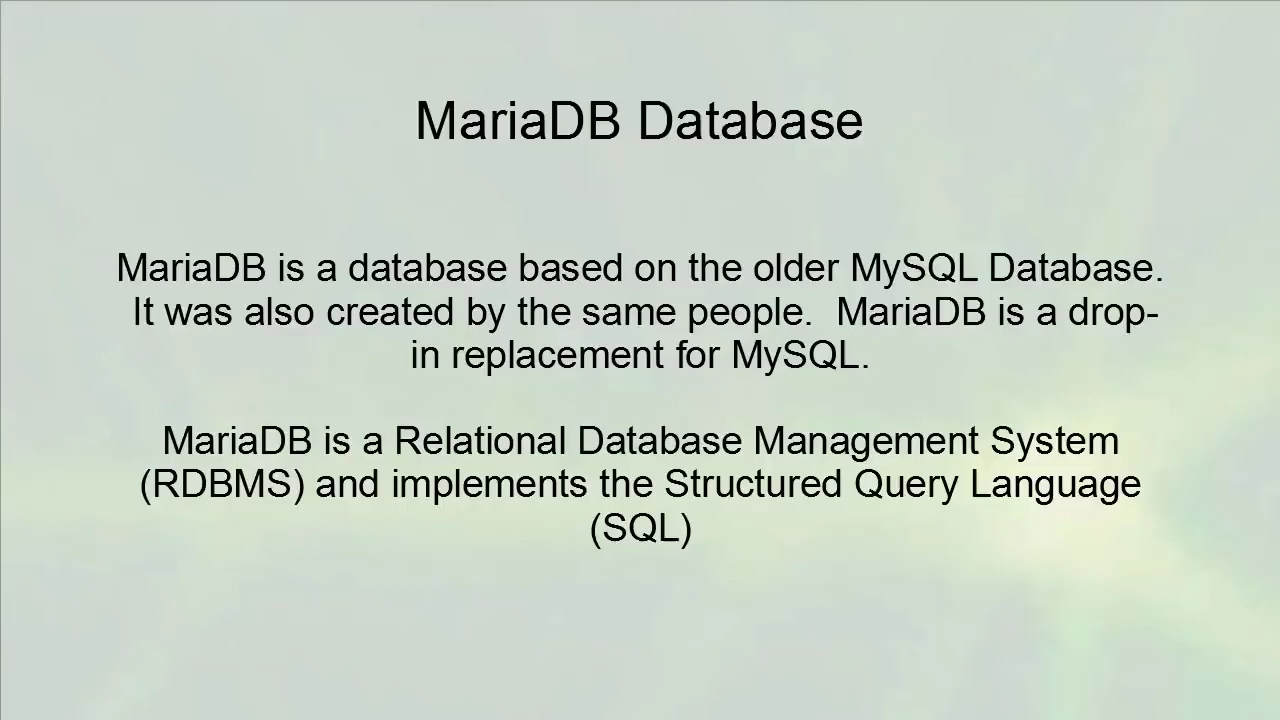 MariaDB Database
MariaDB is a database based on the older MySQL Database.
It was also created by the same people.  MariaDB is a drop-
in replacement for MySQL.
MariaDB is a Relational Database Management System
(RDBMS) and implements the Structured Query Language
(SQL)